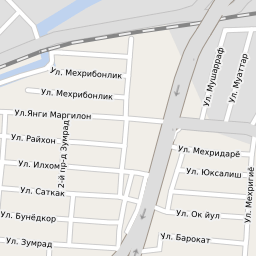 Ул. Мушарраф
Ул. Муаттар
Ул. Мехрибонлик
Ул. Мехрибонлик
Ул.Янги Маргилон
2-й пр-д Зумрад
Ул. Райхон
Ул. Мехридарё
Ул. Илхом
Ул. Юксалиш
Ул. Мехригиё
Ул. Саткак
Ул. Бунёдкор
Ул. Ок йул
Ул. Зумрад
Ул. Барокат